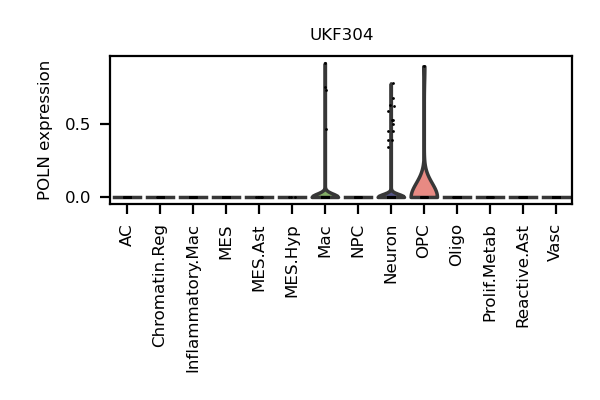 UKF304
POLN expression
0.5
0.0
AC
Chromatin.Reg
Inflammatory.Mac
MES
MES.Ast
MES.Hyp
Mac
NPC
Neuron
OPC
Oligo
Prolif.Metab
Reactive.Ast
Vasc